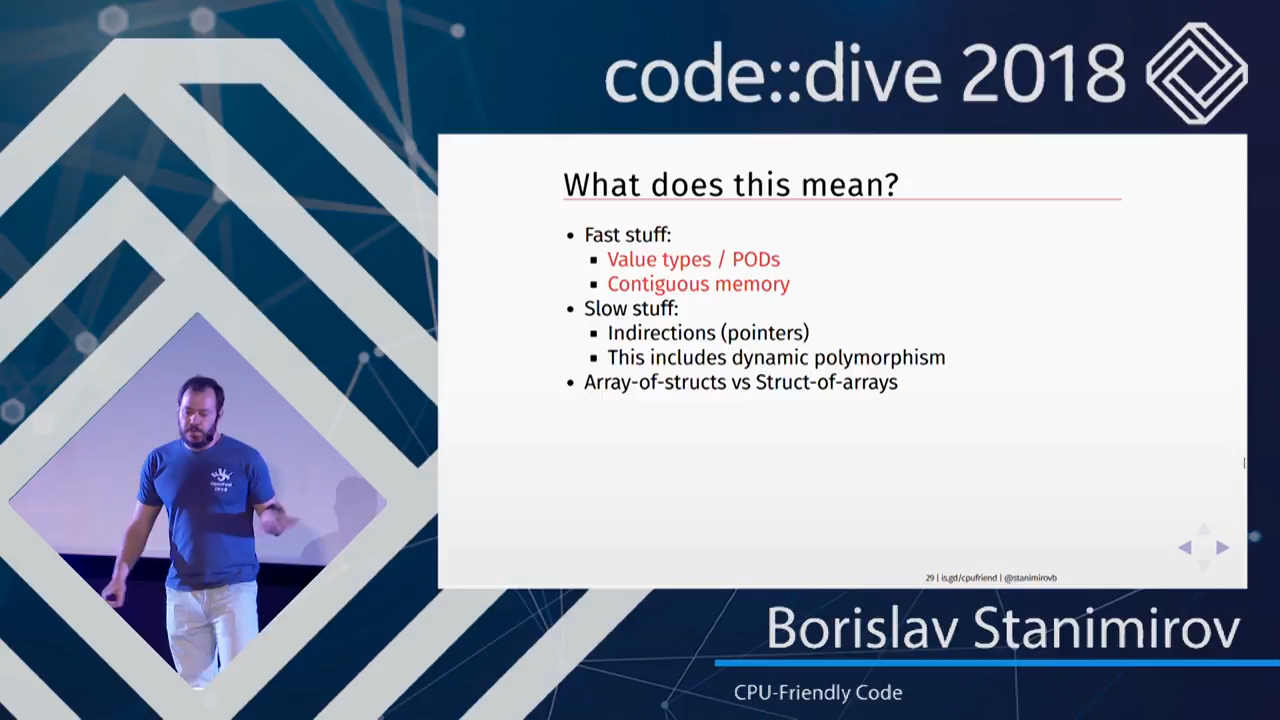 code::dive 2018
What does this mean?
• Fast stuff:
▪ Value types / PODs
▪ Contiguous memory
• Slow stuff:
▪ Indirections (pointers)
▪ This includes dynamic polymorphism
• Array-of-structs vs Struct-of-arrays
29 | is.gd/cpufriend | @stanimirovb
Borislav Stanimirov
CPU-Friendly Code